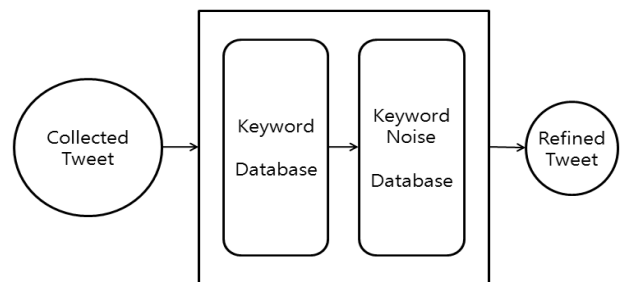 Collected
Tweet
Keyword
Database
Keyword
Noise
Database
Refined
Tweet